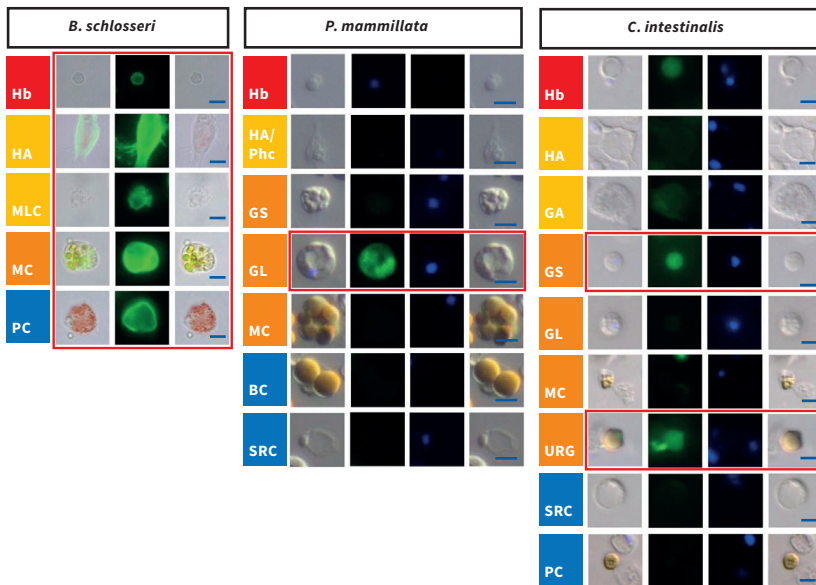 B. schlosseri
Hb
HA
MLC
MC
PC
P. mammillata
Hb
HA/
Phc
GS
GL
MC
BC
SRC
C. intestinalis
Hb
HA
GA
GS
GL
MC
URG
SRC
PC